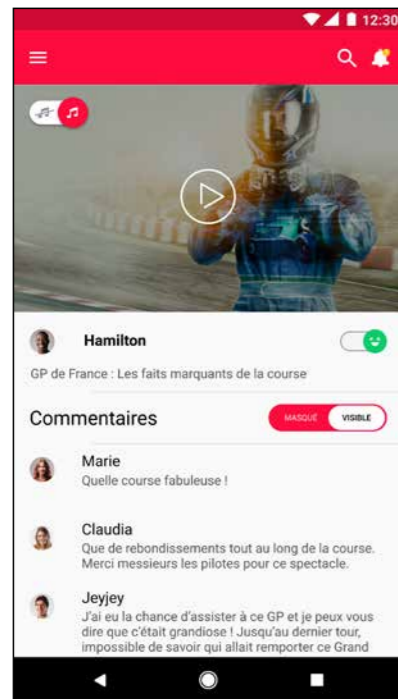 12:30
Hamilton
GP de France : Les faits marquants de la course
Commentaires
MASQUÉ VISIBLE
Marie
Quelle course fabuleuse !
Claudia
Que de rebondissements tout au long de la course.
Merci messieurs les pilotes pour ce spectacle.
Jeyjey
J'ai eu la chance d'assister à ce GP et je peux vous
dire que c'était grandiose ! Jusqu'au dernier tour,
impossible de savoir qui allait remporter ce Grand